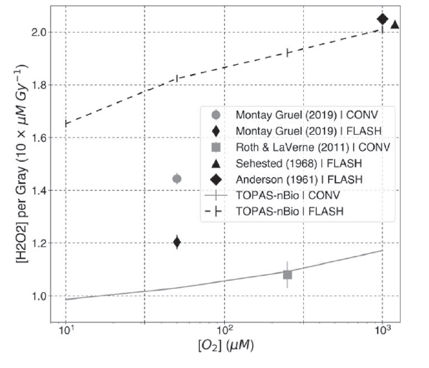 2.0
1.8
1.6
1.4
1.2
1.0
[H2O2] per Gray (10 × μM Gy⁻¹)
Montay Gruel (2019) I CONV
Montay Gruel (2019) I FLASH
Roth & LaVerne (2011) I CONV
Sehested (1968) I FLASH
Anderson (1961) I FLASH
TOPAS-nBio I CONV
TOPAS-nBio I FLASH
10¹ 10² 10³
[O₂] (μM)